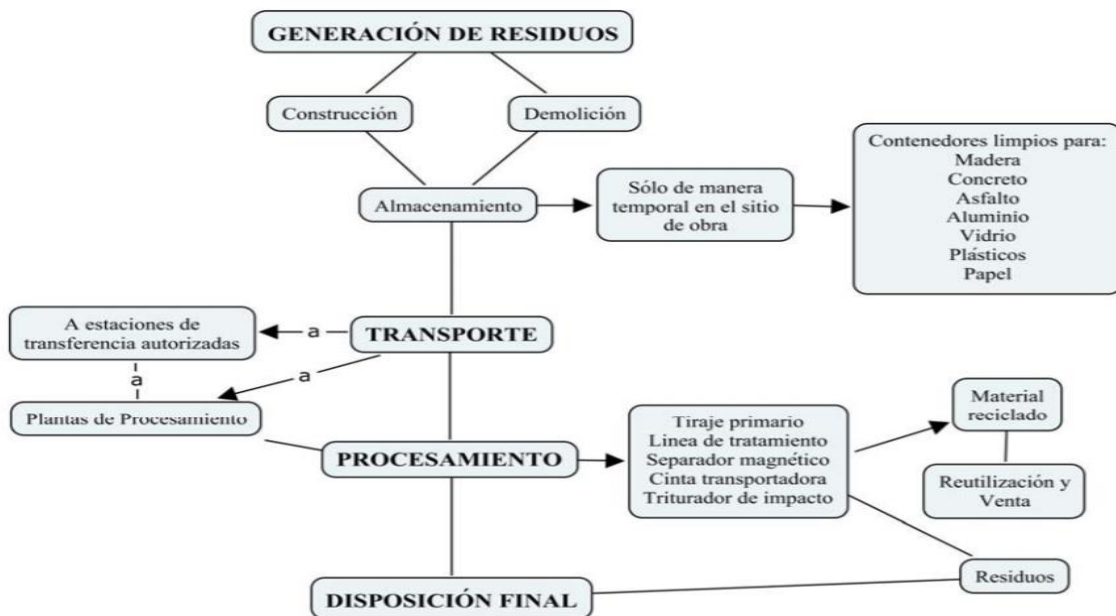 GENERACIÓN DE RESIDUOS
Construcción
Demolición
Almacenamiento
Sólo de manera
temporal en el sitio
de obra
Contenedores limpios para:
Madera
Concreto
Asfalto
Aluminio
Vidrio
Plásticos
Papel
A estaciones de
transferencia autorizadas
a
TRANSPORTE
a
a
Plantas de Procesamiento
PROCESAMIENTO
Tiraje primario
Linea de tratamiento
Separador magnético
Cinta transportadora
Triturador de impacto
Material
reciclado
Reutilización y
Venta
Residuos
DISPOSICIÓN FINAL